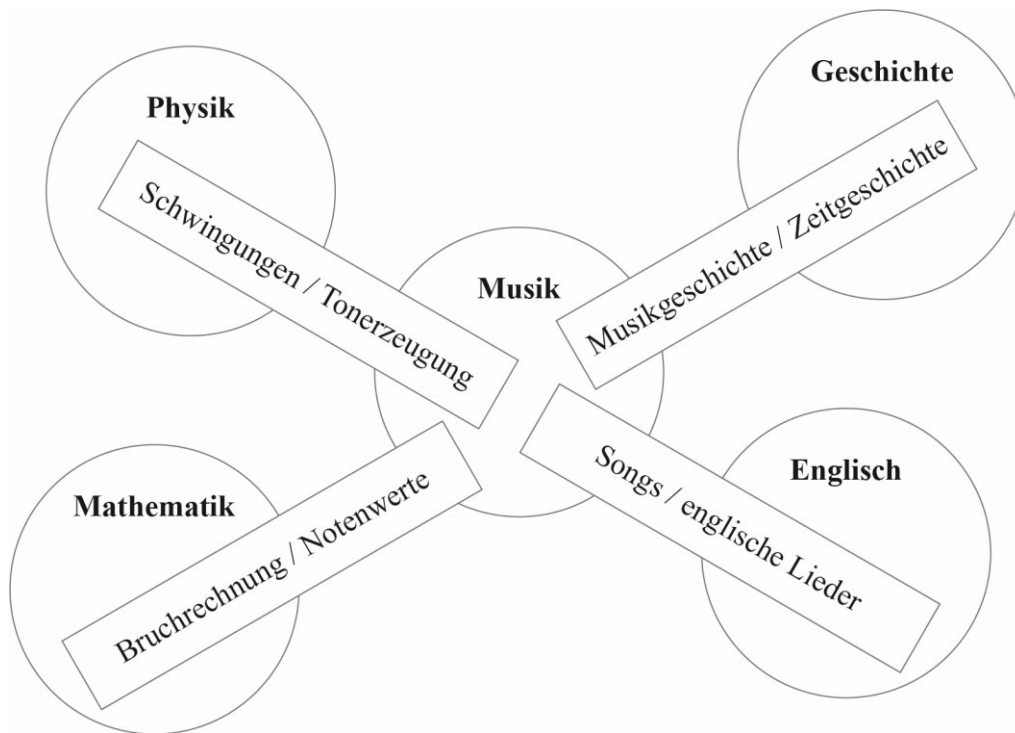 Geschichte
Physik
Musikgeschichte / Zeitgeschichte
Schwingungen / Tonerzeugung
Musik
Englisch
Mathematik
Songs / englische Lieder
Bruchrechnung / Notenwerte